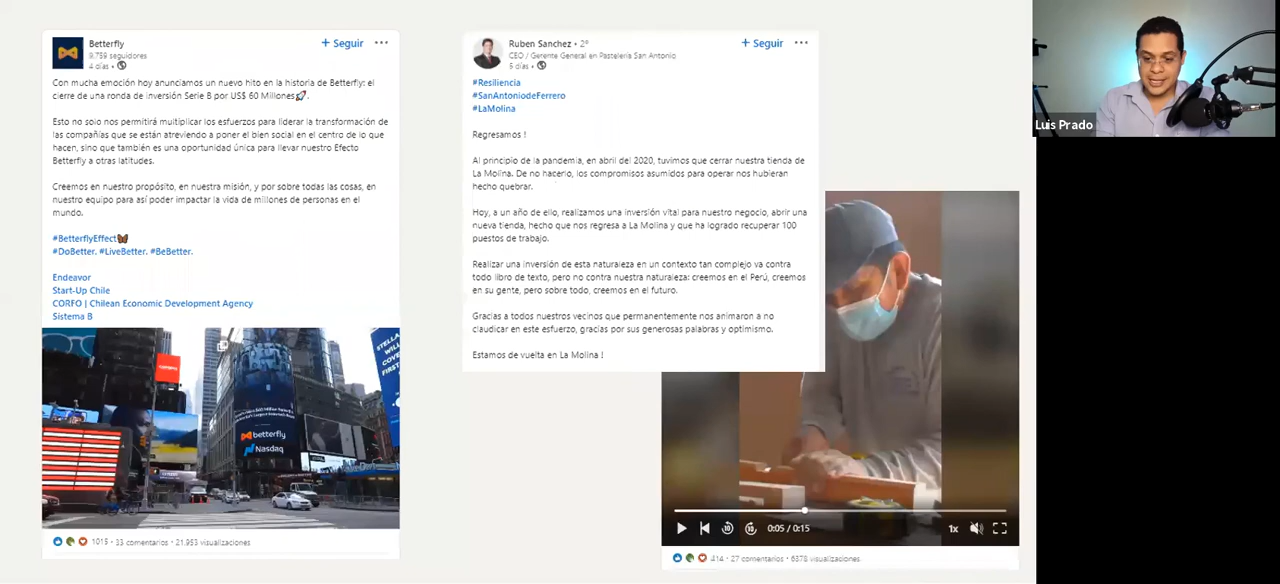 Betterfly
9.759 seguidores
4 días •
+ Seguir
Con mucha emoción hoy anunciamos un nuevo hito en la historia de Betterfly: el
cierre de una ronda de inversión Serie B por US$ 60 Millones🚀.
Esto no solo nos permitirá multiplicar los esfuerzos para liderar la transformación de
las compañías que se están atreviendo a poner el bien social en el centro de lo que
hacen, sino que también es una oportunidad única para llevar nuestro Efecto
Betterfly a otras latitudes.
Creemos en nuestro propósito, en nuestra misión, y por sobre todas las cosas, en
nuestro equipo para así poder impactar la vida de millones de personas en el
mundo.
#BetterflyEffect🦋
#DoBetter. #LiveBetter. #BeBetter.
Endeavor
Start-Up Chile
CORFO | Chilean Economic Development Agency
Sistema B
betterfly
Nasdaq
1015 · 33 comentarios · 21.953 visualizaciones
Ruben Sanchez • 2º
CEO / Gerente General en Pastelería San Antonio
5 días •
+ Seguir
#Resiliencia
#SanAntoniodeFerrero
#LaMolina
Regresamos !
Al principio de la pandemia, en abril del 2020, tuvimos que cerrar nuestra tienda de
La Molina. De no hacerlo, los compromisos asumidos para operar nos hubieran
hecho quebrar.
Hoy, a un año de ello, realizamos una inversión vital para nuestro negocio, abrir una
nueva tienda, hecho que nos regresa a La Molina y que ha logrado recuperar 100
puestos de trabajo.
Realizar una inversión de esta naturaleza en un contexto tan complejo va contra
todo libro de texto, pero no contra nuestra naturaleza: creemos en el Perú, creemos
en su gente, pero sobre todo, creemos en el futuro.
Gracias a todos nuestros vecinos que permanentemente nos animaron a no
claudicar en este esfuerzo, gracias por sus generosas palabras y optimismo.
Estamos de vuelta en La Molina !
0:05 / 0:15
1x
414 · 27 comentarios · 6378 visualizaciones
Luis Prado